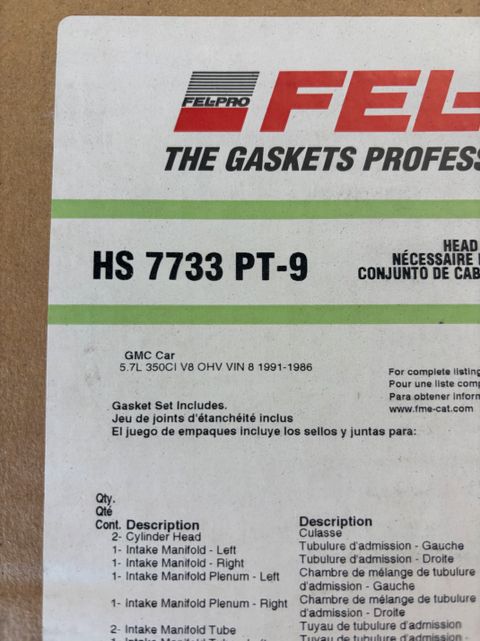 FEL-PRO
FEL-
THE GASKETS
HEAD
HS 7733 PT-9
NÉCESSAIRE
CONJUNTO DE
GMC Car
5.7L 350CI V8 OHV VIN 8 1991-1986
For complete listing
Pour une liste
Para obtener
www.fme-cat.com
Gasket Set Includes.
Jeu de joints d'étanchéité inclus
El juego de empaques incluye los sellos y juntas para:
Qty.
Qté
Cont. Description
Description
2- Cylinder Head
Culasse
1- Intake Manifold - Left
Tubulure d'admission - Gauche
1- Intake Manifold - Right
Tubulure d'admission - Droite
1- Intake Manifold Plenum - Left
Chambre de mélange de tubulure
d'admission - Gauche
1- Intake Manifold Plenum - Right
Chambre de mélange de tubulure
d'admission - Droite
2- Intake Manifold Tube
Tuyau de tubulure d'admission